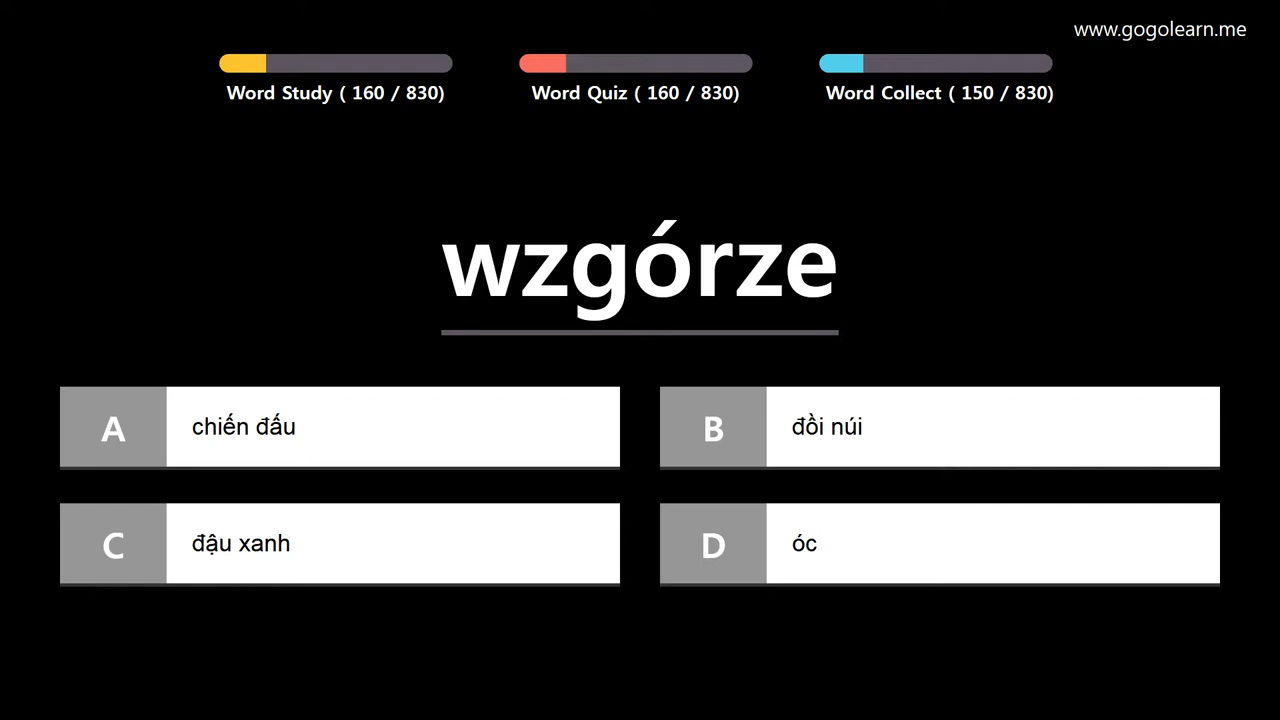 www.gogolearn.me
Word Study ( 160 / 830)
Word Quiz ( 160 / 830)
Word Collect ( 150 / 830)
wzgórze
A
chiến đấu
B
đồi núi
C
đậu xanh
D
óc